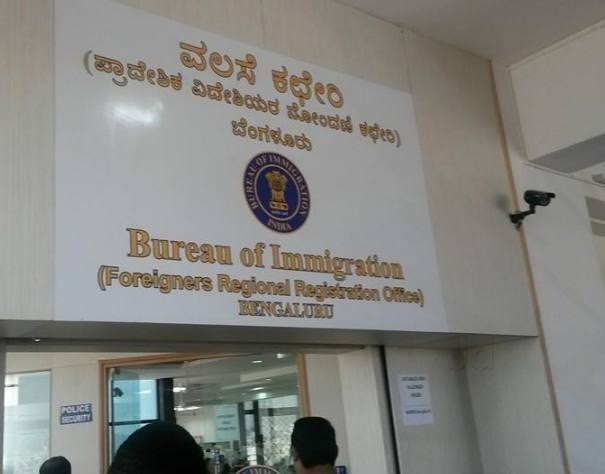 ವಲಸೆ ಕಛೇರಿ
(ಪ್ರಾದೇಶಿಕ ವಿದೇಶಿಯರ ನೋಂದಣಿ ಕಛೇರಿ)
ಬೆಂಗಳೂರು
BUREAU OF IMMIGRATION
INDIA
Bureau of Immigration
(Foreigners Regional Registration Office)
BENGALURU
POLICE
SECURITY